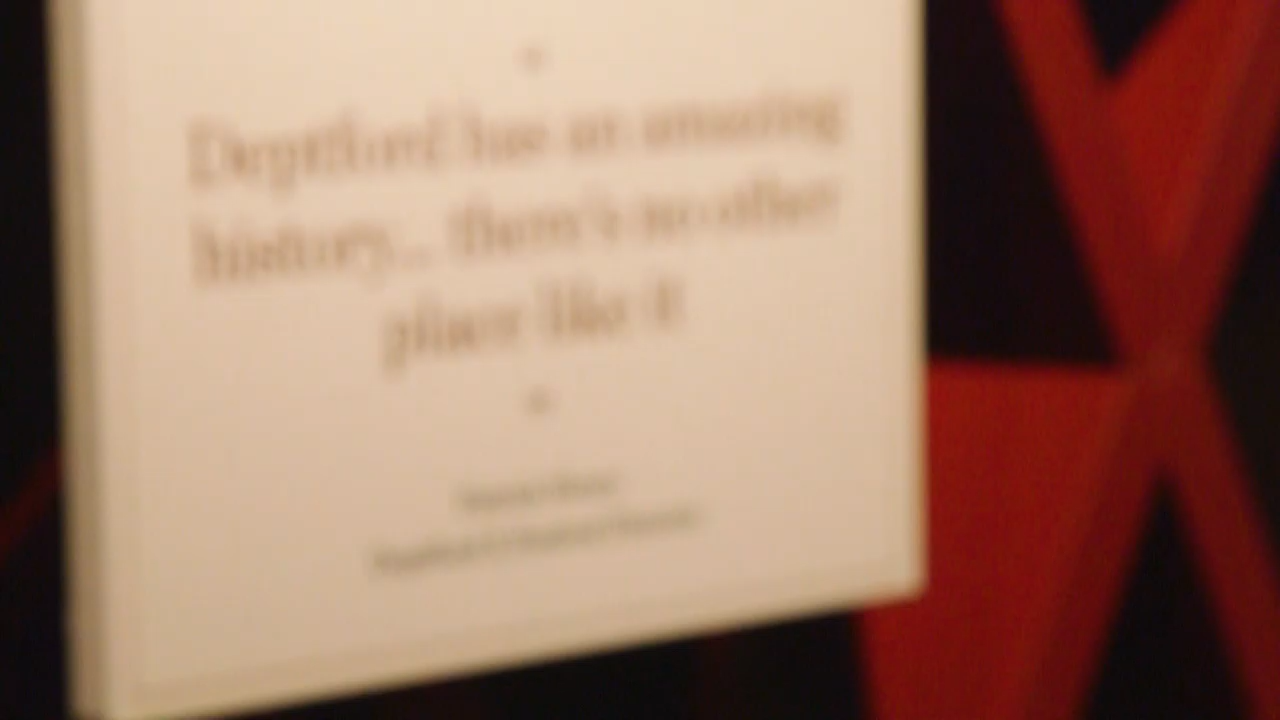 Deptford has an amazing
history... there's no other
place like it